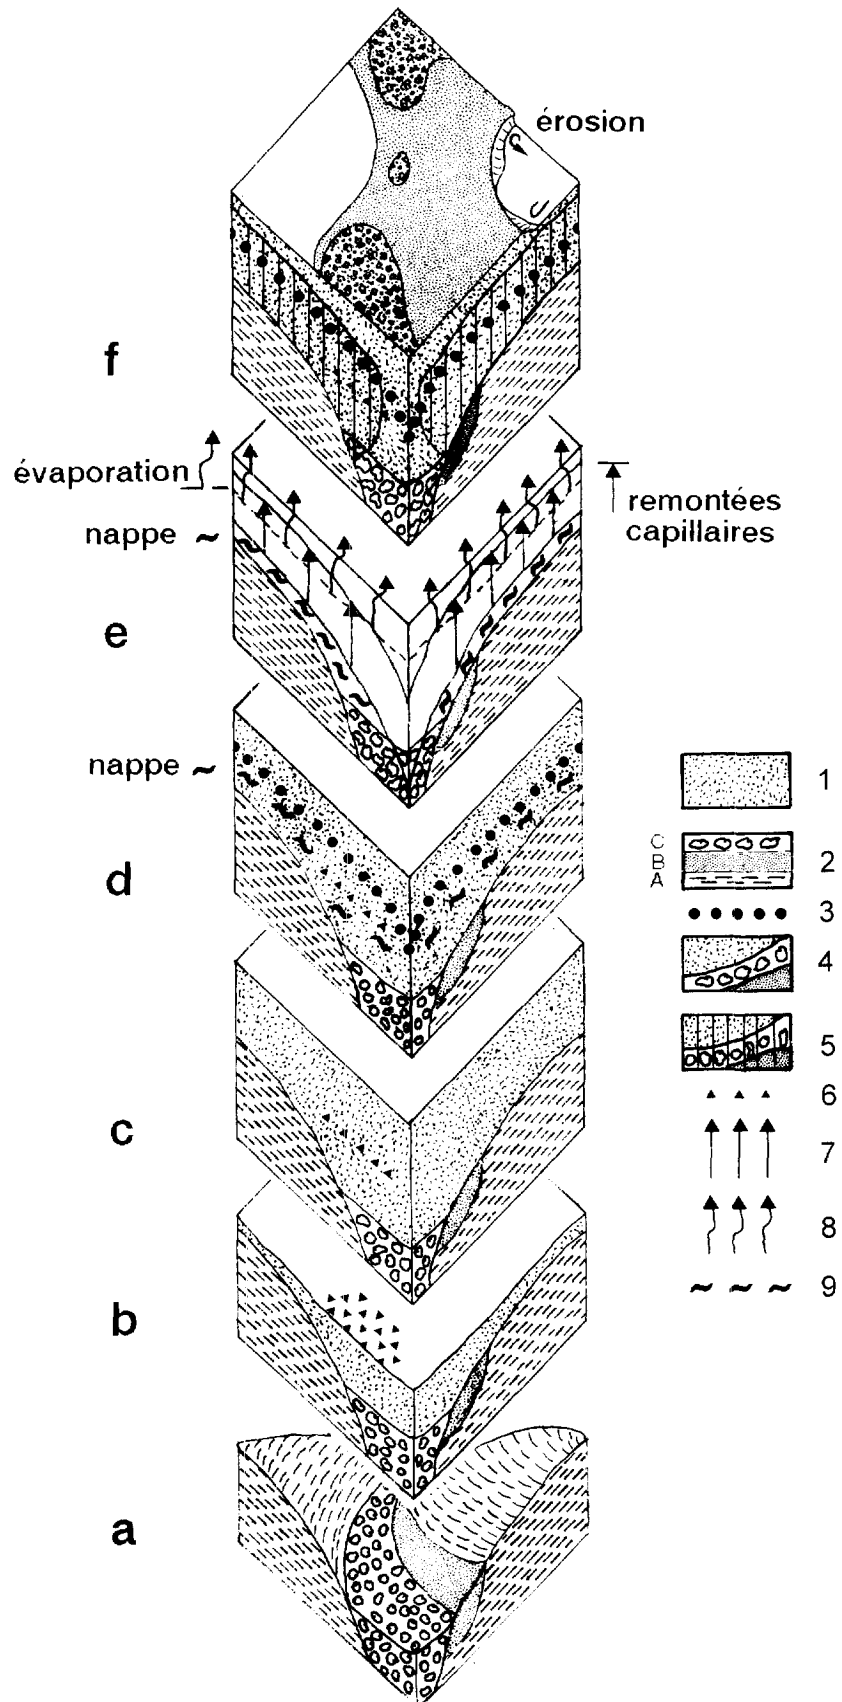 érosion
f
évaporation
nappe
remontées
capillaires
e
nappe
d
1
C
B
A
2
3
4
5
6
7
8
9
c
b
a